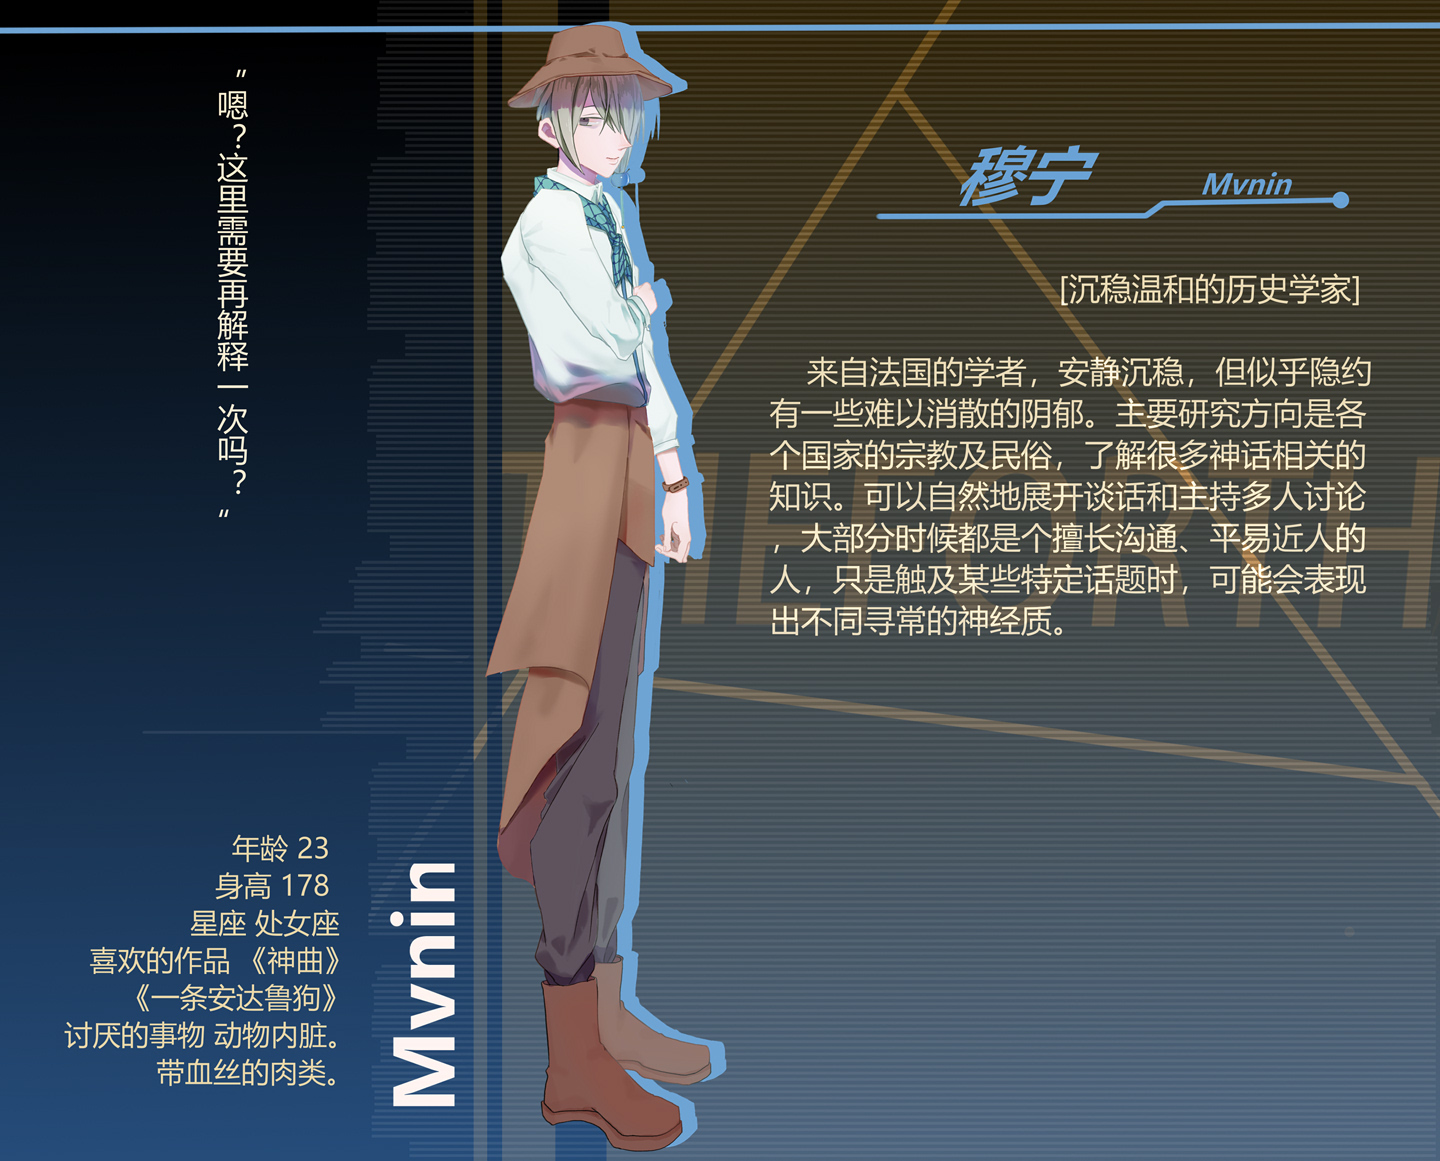 “嗯？这里需要再解释一次吗？”
穆宁
Mvnin
[沉稳温和的历史学家]
来自法国的学者，安静沉稳，但似乎隐约
有一些难以消散的阴郁。主要研究方向是各
个国家的宗教及民俗，了解很多神话相关的
知识。可以自然地展开谈话和主持多人讨论
，大部分时候都是个擅长沟通、平易近人的
人，只是触及某些特定话题时，可能会表现
出不同寻常的神经质。
年龄 23
身高 178
星座 处女座
喜欢的作品 《神曲》
《一条安达鲁狗》
讨厌的事物 动物内脏。
带血丝的肉类。
Mvnin